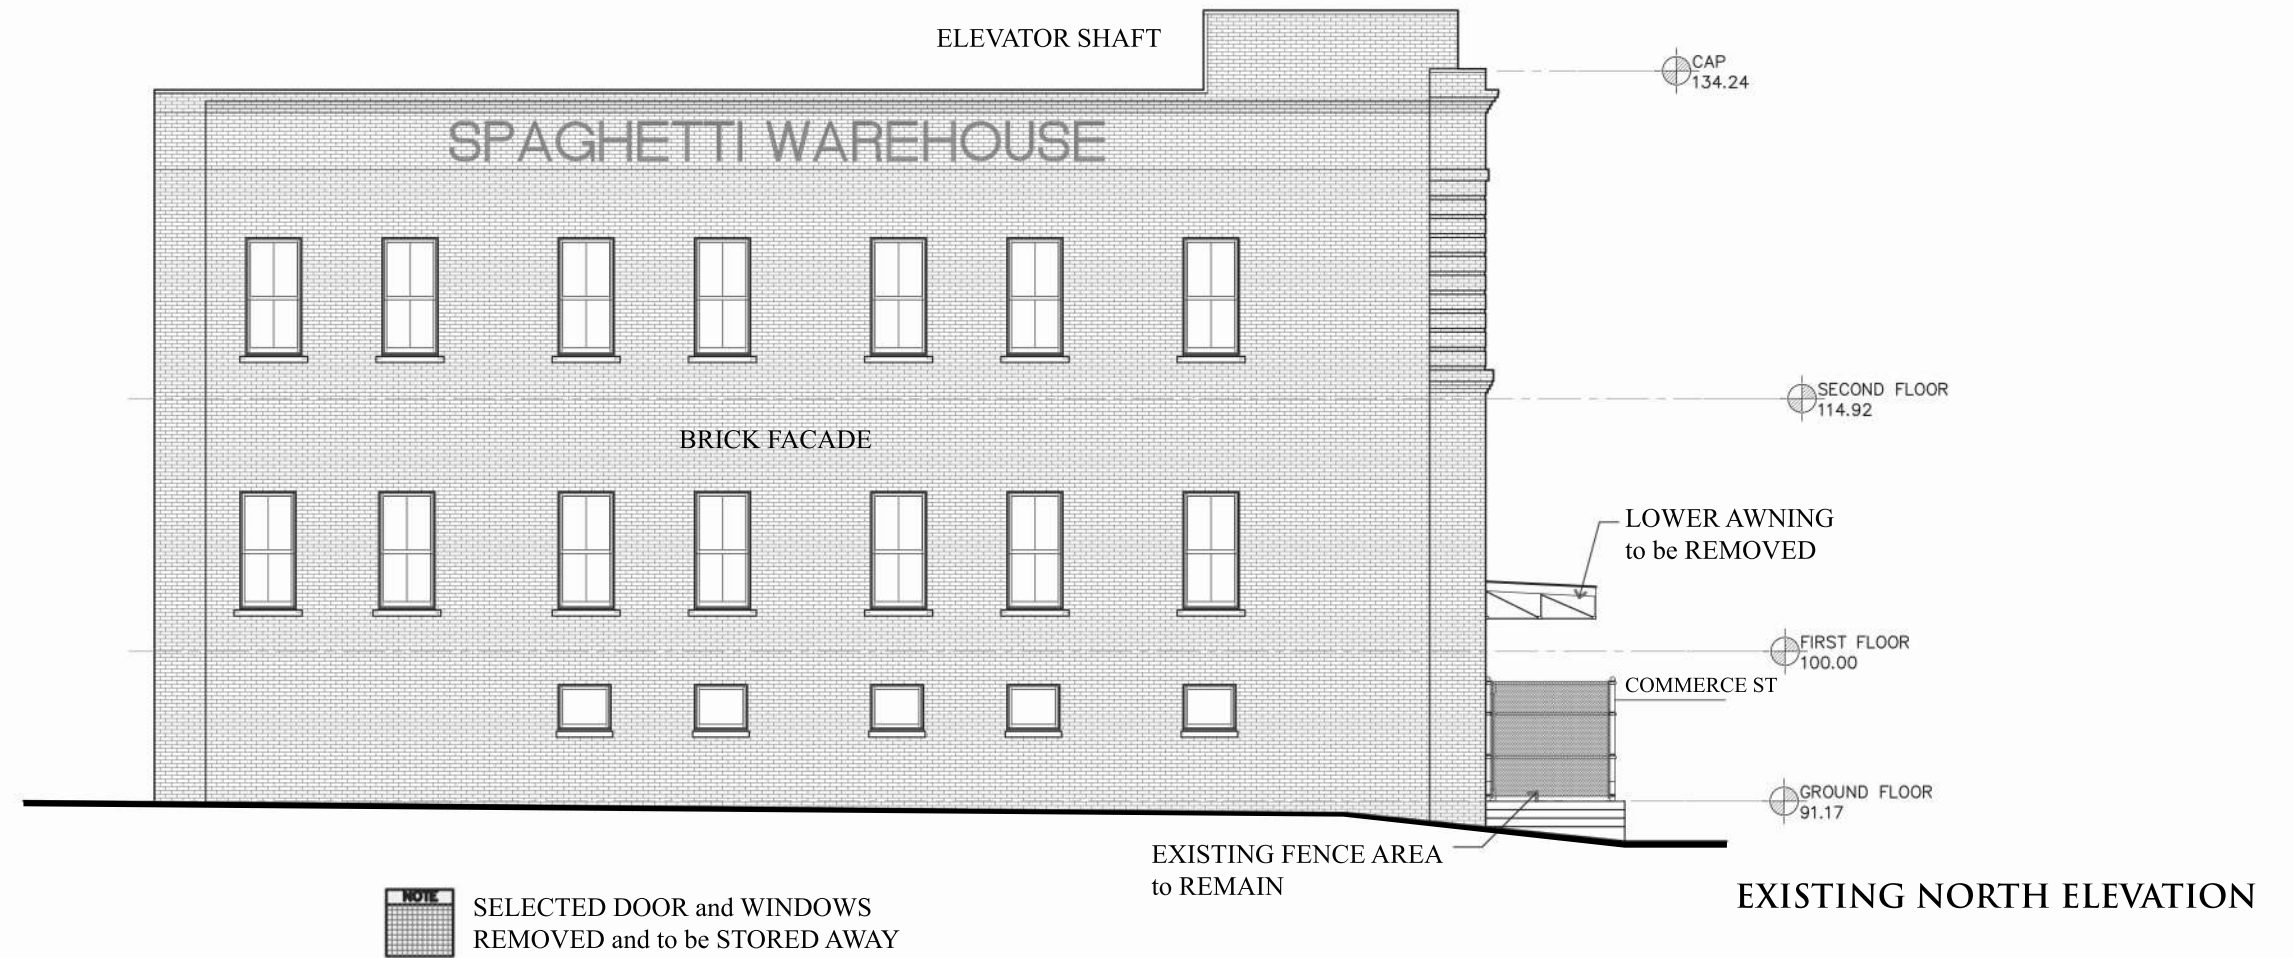 ELEVATOR SHAFT
CAP
134.24
SPAGHETTI WAREHOUSE
SECOND FLOOR
114.92
BRICK FACADE
LOWER AWNING
to be REMOVED
FIRST FLOOR
100.00
COMMERCE ST
GROUND FLOOR
91.17
EXISTING FENCE AREA
to REMAIN
EXISTING NORTH ELEVATION
NOTE
SELECTED DOOR and WINDOWS
REMOVED and to be STORED AWAY